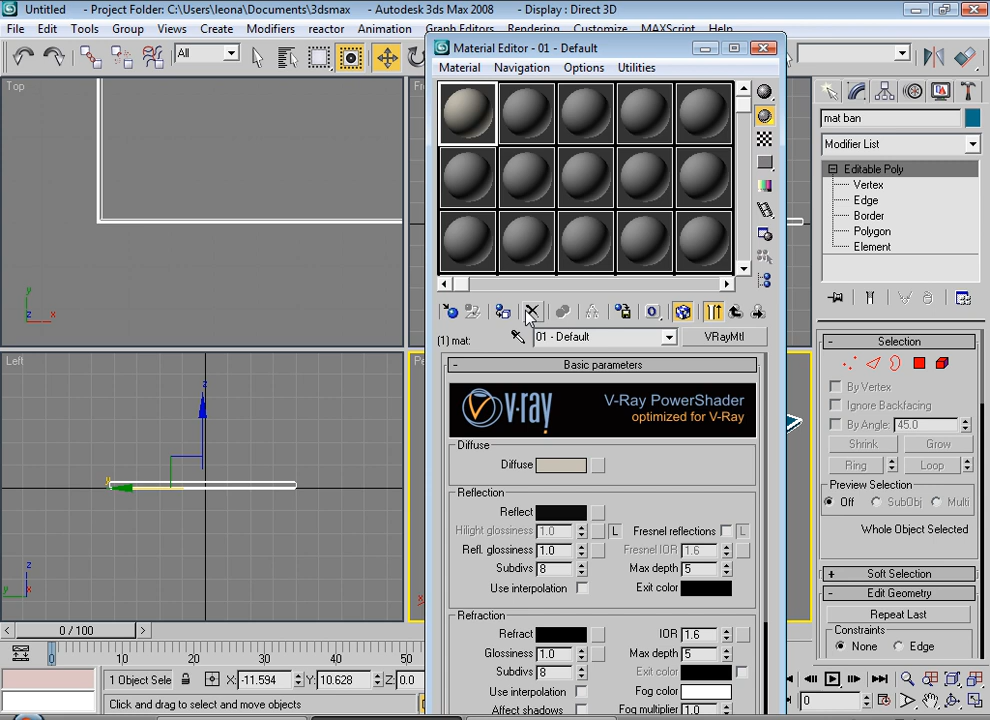 Untitled - Project Folder: C:\Users\leona\Documents\3dsmax - Autodesk 3ds Max 2008 - Display : Direct 3D
File Edit Tools Group Views Create Modifiers reactor Animation Graph Editors Rendering Customize MAXScript Help
All
Material Editor - 01 - Default
Material Navigation Options Utilities
Top
mat ban
Modifier List
Editable Poly
Vertex
Edge
Border
Polygon
Element
y
z x
(1) mat: 01 - Default VRayMtl
Left
- Basic parameters
v·ray V-Ray PowerShader
optimized for V-Ray
Diffuse
Diffuse
Reflection
Reflect
Hilight glossiness 1.0 L Fresnel reflections L
Refl. glossiness 1.0 Fresnel IOR 1.6
Subdivs 8 Max depth 5
Use interpolation Exit color
Refraction
Refract IOR 1.6
Glossiness 1.0 Max depth 5
Subdivs 8 Exit color
Use interpolation Fog color
Affect shadows Fog multiplier 1.0
- Selection
By Vertex
Ignore Backfacing
By Angle: 45.0
Shrink Grow
Ring Loop
Preview Selection
Off SubObj Multi
Whole Object Selected
+ Soft Selection
- Edit Geometry
Repeat Last
Constraints
None Edge
z
y
z
y x
0 / 100
0 10 20 30 40 50
1 Object Sele X: -11.594 Y: 10.628 Z: 0.0
Click and drag to select and move objects
0